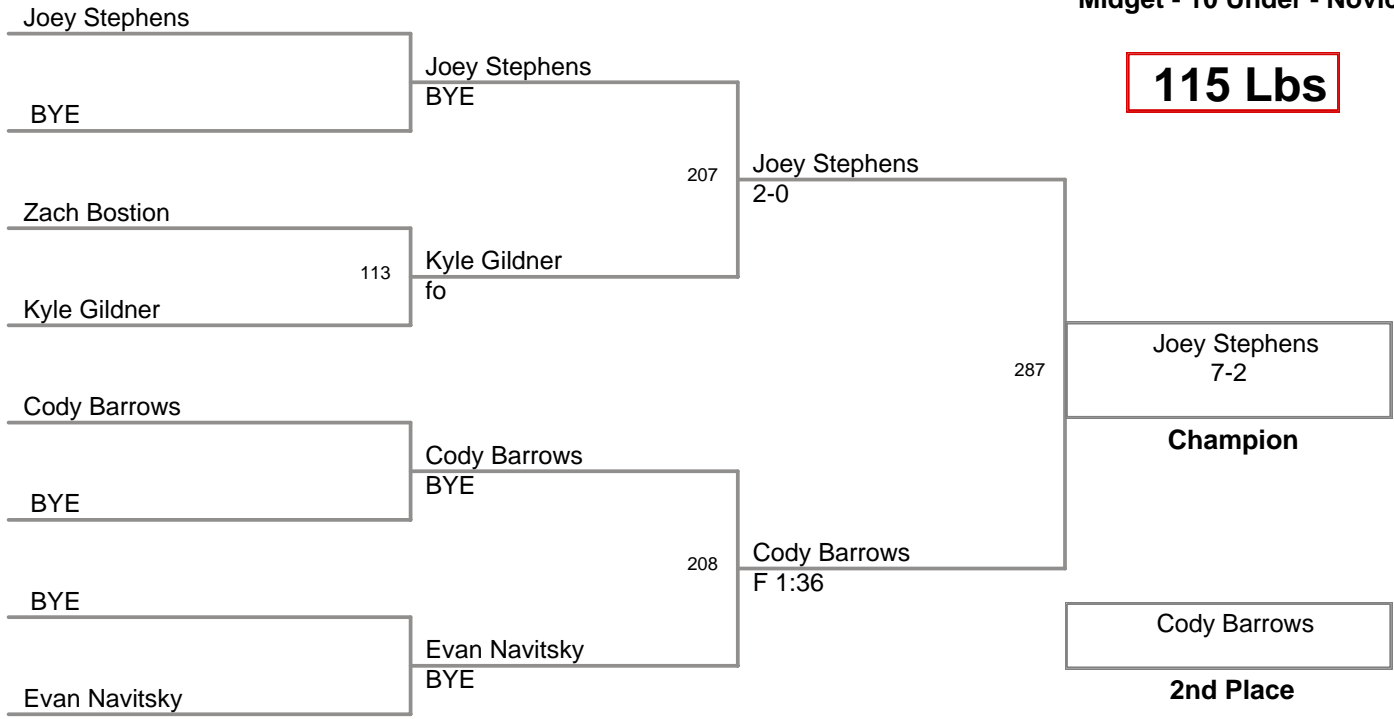 Midget - 10 Under - Novic
115 Lbs
Joey Stephens
BYE
Zach Bostion
Kyle Gildner
Cody Barrows
BYE
BYE
Evan Navitsky
Joey Stephens
BYE
113
Kyle Gildner
fo
Cody Barrows
BYE
Evan Navitsky
BYE
207
Joey Stephens
2-0
208
Cody Barrows
F 1:36
287
Joey Stephens
7-2
Champion
Cody Barrows
2nd Place